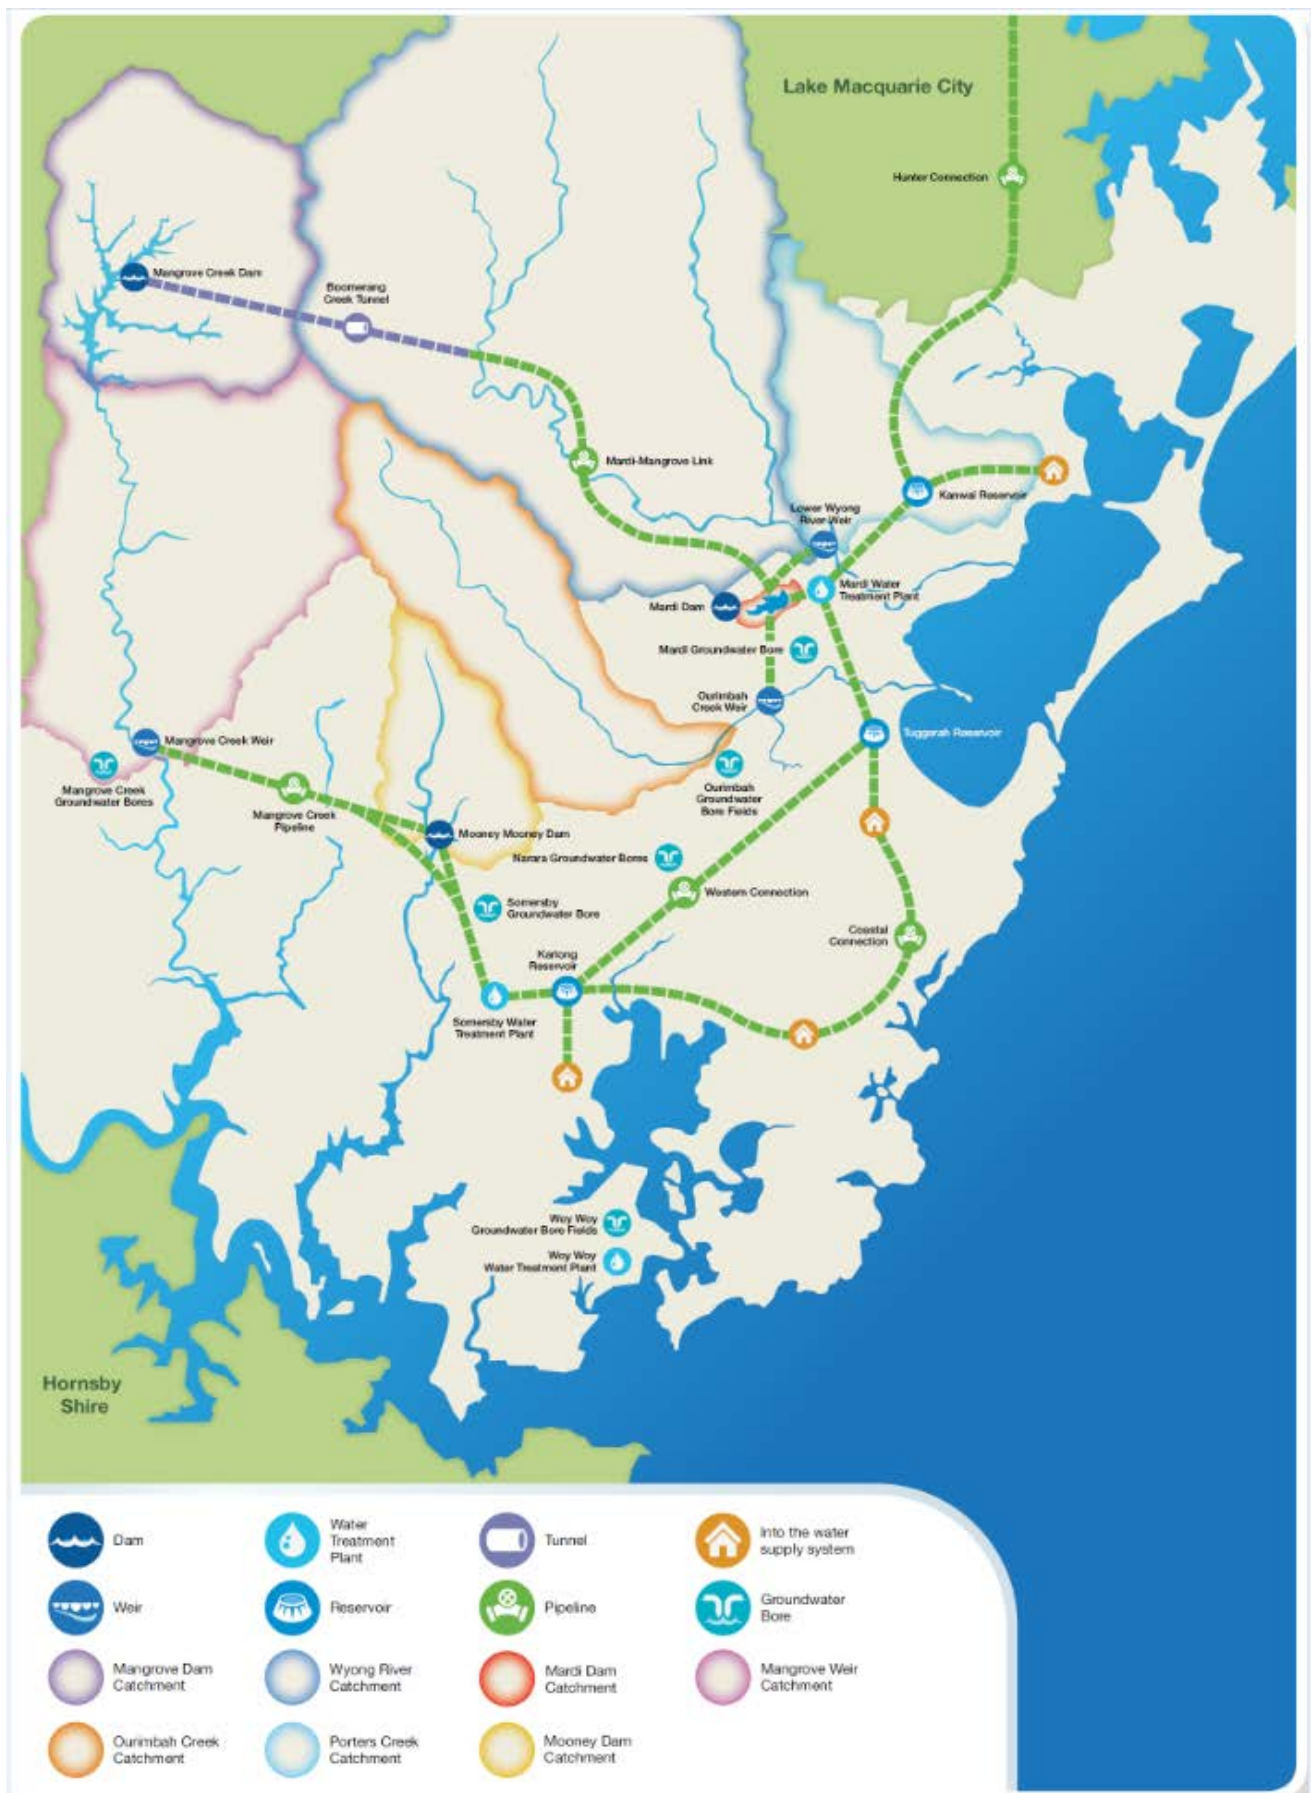 Lake Macquarie City
Hunter Connection
Mangrove Creek Dam
Boomerang
Creek Tunnel
Mardi-Mangrove Link
Kanwal Reservoir
Lower Wyong
River Weir
Mardi Water
Treatment Plant
Mardi Dam
Mardi Groundwater Bore
Ourimbah
Creek Weir
Tuggerah Reservoir
Mangrove Creek Weir
Mangrove Creek
Groundwater Bores
Ourimbah
Groundwater
Bore Fields
Mangrove Creek
Pipeline
Mooney Mooney Dam
Narara Groundwater Bores
Western Connection
Somersby
Groundwater Bore
Coastal
Connection
Kariong
Reservoir
Somersby Water
Treatment Plant
Woy Woy
Groundwater Bore Fields
Woy Woy
Water Treatment Plant
Hornsby
Shire
Dam
Water
Treatment
Plant
Tunnel
Into the water
supply system
Weir
Reservoir
Pipeline
Groundwater
Bore
Mangrove Dam
Catchment
Wyong River
Catchment
Mardi Dam
Catchment
Mangrove Weir
Catchment
Ourimbah Creek
Catchment
Porters Creek
Catchment
Mooney Dam
Catchment